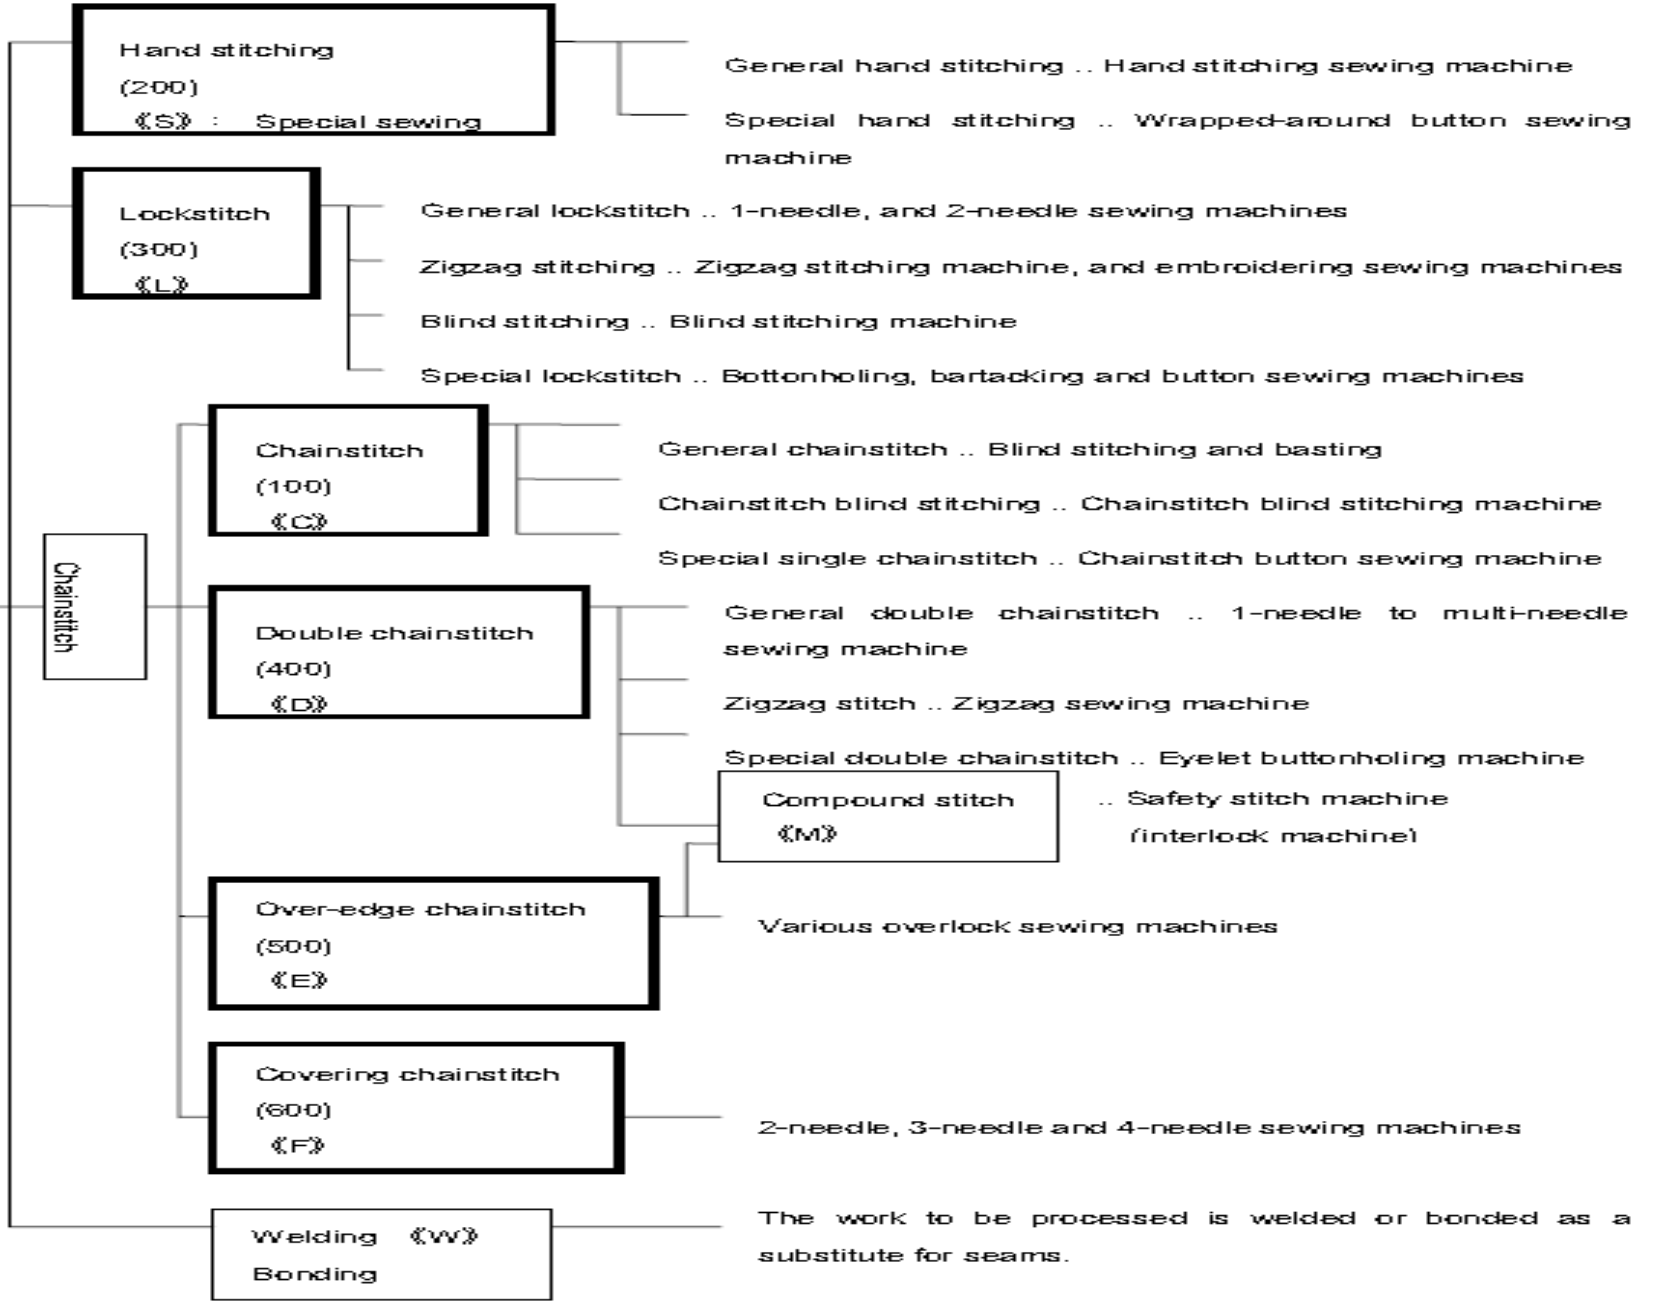 Hand stitching
(200)
《S》 : Special sewing
General hand stitching .. Hand stitching sewing machine
Special hand stitching .. Wrapped-around button sewing
machine
Lockstitch
(300)
《L》
General lockstitch .. 1-needle, and 2-needle sewing machines
Zigzag stitching .. Zigzag stitching machine, and embroidering sewing machines
Blind stitching .. Blind stitching machine
Special lockstitch .. Bottonholing, bartacking and button sewing machines
Chainstitch
Chainstitch
(100)
《C》
General chainstitch .. Blind stitching and basting
Chainstitch blind stitching .. Chainstitch blind stitching machine
Special single chainstitch .. Chainstitch button sewing machine
Double chainstitch
(400)
《D》
General double chainstitch .. 1-needle to multi-needle
sewing machine
Zigzag stitch .. Zigzag sewing machine
Special double chainstitch .. Eyelet buttonholing machine
Compound stitch
《M》
.. Safety stitch machine
(interlock machine)
Over-edge chainstitch
(500)
《E》
Various overlock sewing machines
Covering chainstitch
(600)
《F》
2-needle, 3-needle and 4-needle sewing machines
Welding 《W》
Bonding
The work to be processed is welded or bonded as a
substitute for seams.